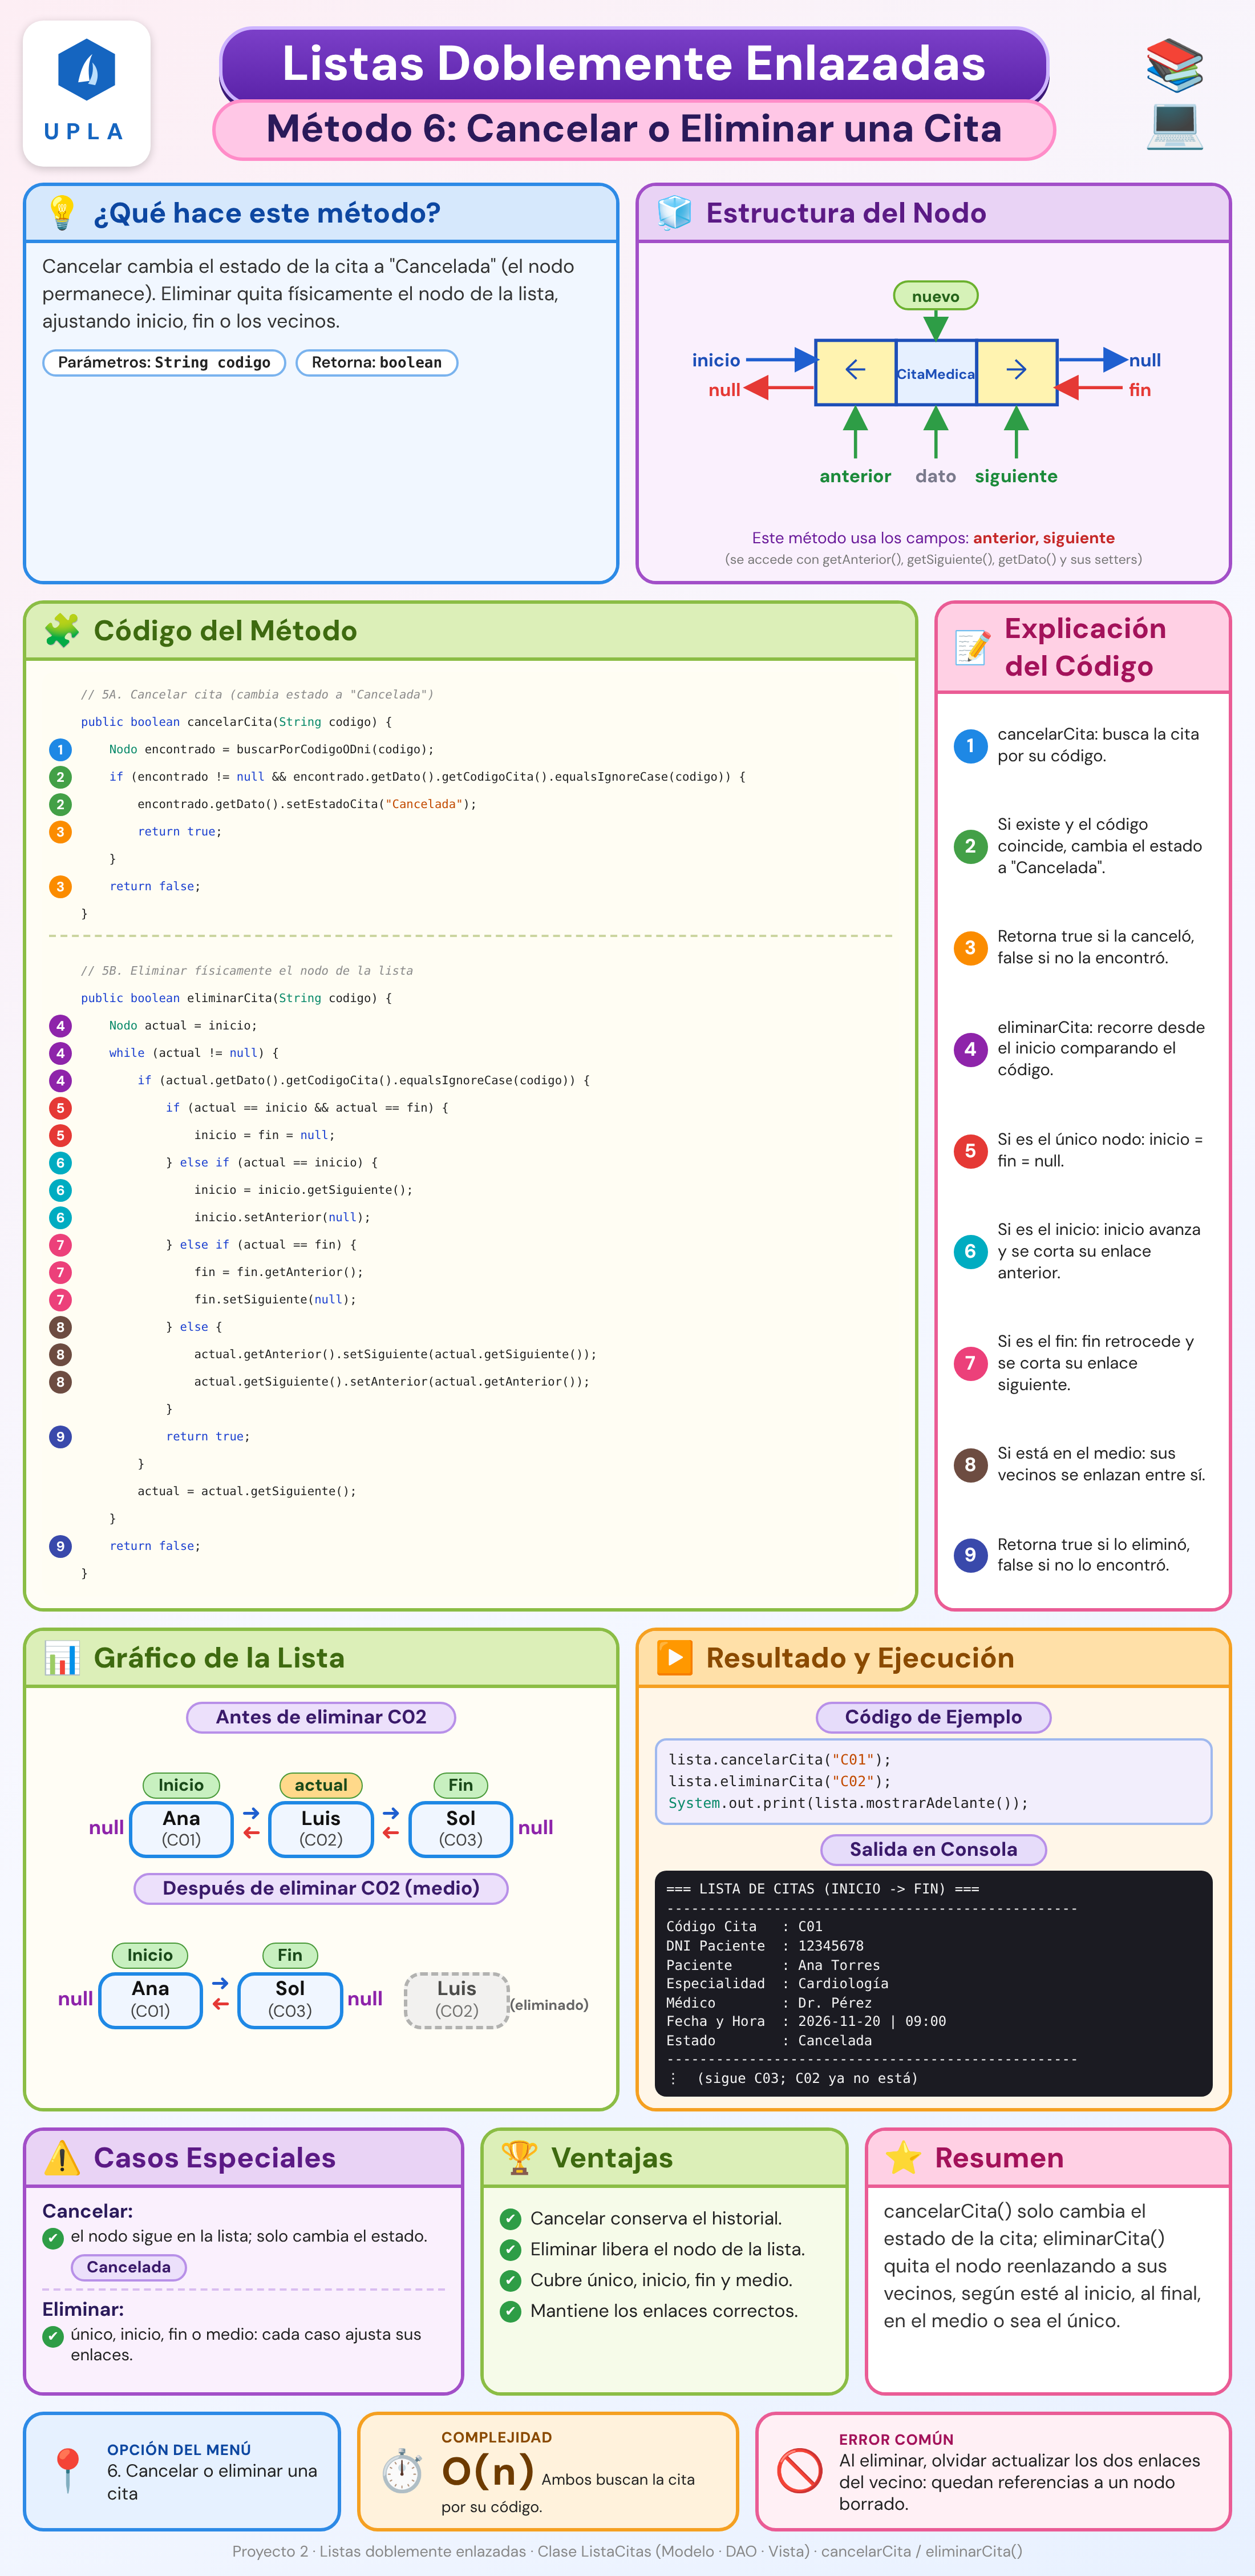 UPLA
Listas Doblemente Enlazadas
Método 6: Cancelar o Eliminar una Cita
¿Qué hace este método?
Cancelar cambia el estado de la cita a "Cancelada" (el nodo
permanece). Eliminar quita físicamente el nodo de la lista,
ajustando inicio, fin o los vecinos.
Parámetros: String codigo
Retorna: boolean
Estructura del Nodo
nuevo
inicio
null
CitaMedica
null
fin
anterior
dato
siguiente
Este método usa los campos: anterior, siguiente
(se accede con getAnterior(), getSiguiente(), getDato() y sus setters)
Código del Método
// 5A. Cancelar cita (cambia estado a "Cancelada")
public boolean cancelarCita(String codigo) {
1 Nodo encontrado = buscarPorCodigoODni(codigo);
2 if (encontrado != null && encontrado.getDato().getCodigoCita().equalsIgnoreCase(codigo)) {
2 encontrado.getDato().setEstadoCita("Cancelada");
3 return true;
}
3 return false;
}
// 5B. Eliminar físicamente el nodo de la lista
public boolean eliminarCita(String codigo) {
4 Nodo actual = inicio;
4 while (actual != null) {
4 if (actual.getDato().getCodigoCita().equalsIgnoreCase(codigo)) {
5 if (actual == inicio && actual == fin) {
5 inicio = fin = null;
6 } else if (actual == inicio) {
6 inicio = inicio.getSiguiente();
6 inicio.setAnterior(null);
7 } else if (actual == fin) {
7 fin = fin.getAnterior();
7 fin.setSiguiente(null);
8 } else {
8 actual.getAnterior().setSiguiente(actual.getSiguiente());
8 actual.getSiguiente().setAnterior(actual.getAnterior());
}
9 return true;
}
actual = actual.getSiguiente();
}
9 return false;
}
Explicación
del Código
1 cancelarCita: busca la cita
por su código.
2 Si existe y el código
coincide, cambia el estado
a "Cancelada".
3 Retorna true si la canceló,
false si no la encontró.
4 eliminarCita: recorre desde
el inicio comparando el
código.
5 Si es el único nodo: inicio =
fin = null.
6 Si es el inicio: inicio avanza
y se corta su enlace
anterior.
7 Si es el fin: fin retrocede y
se corta su enlace
siguiente.
8 Si está en el medio: sus
vecinos se enlazan entre sí.
9 Retorna true si lo eliminó,
false si no lo encontró.
Gráfico de la Lista
Antes de eliminar C02
Inicio
actual
Fin
null
Ana
(C01)
Luis
(C02)
Sol
(C03)
null
Después de eliminar C02 (medio)
Inicio
Fin
null
Ana
(C01)
Sol
(C03)
null
Luis
(C02)
(eliminado)
Resultado y Ejecución
Código de Ejemplo
lista.cancelarCita("C01");
lista.eliminarCita("C02");
System.out.print(lista.mostrarAdelante());
Salida en Consola
=== LISTA DE CITAS (INICIO -> FIN) ===
--------------------------------------------------
Código Cita : C01
DNI Paciente : 12345678
Paciente : Ana Torres
Especialidad : Cardiología
Médico : Dr. Pérez
Fecha y Hora : 2026-11-20 | 09:00
Estado : Cancelada
--------------------------------------------------
⋮ (sigue C03; C02 ya no está)
Casos Especiales
Cancelar:
el nodo sigue en la lista; solo cambia el estado.
Cancelada
Eliminar:
único, inicio, fin o medio: cada caso ajusta sus
enlaces.
Ventajas
Cancelar conserva el historial.
Eliminar libera el nodo de la lista.
Cubre único, inicio, fin y medio.
Mantiene los enlaces correctos.
Resumen
cancelarCita() solo cambia el
estado de la cita; eliminarCita()
quita el nodo reenlazando a sus
vecinos, según esté al inicio, al final,
en el medio o sea el único.
OPCIÓN DEL MENÚ
6. Cancelar o eliminar una
cita
COMPLEJIDAD
O(n) Ambos buscan la cita
por su código.
ERROR COMÚN
Al eliminar, olvidar actualizar los dos enlaces
del vecino: quedan referencias a un nodo
borrado.
Proyecto 2 · Listas doblemente enlazadas · Clase ListaCitas (Modelo · DAO · Vista) · cancelarCita / eliminarCita()